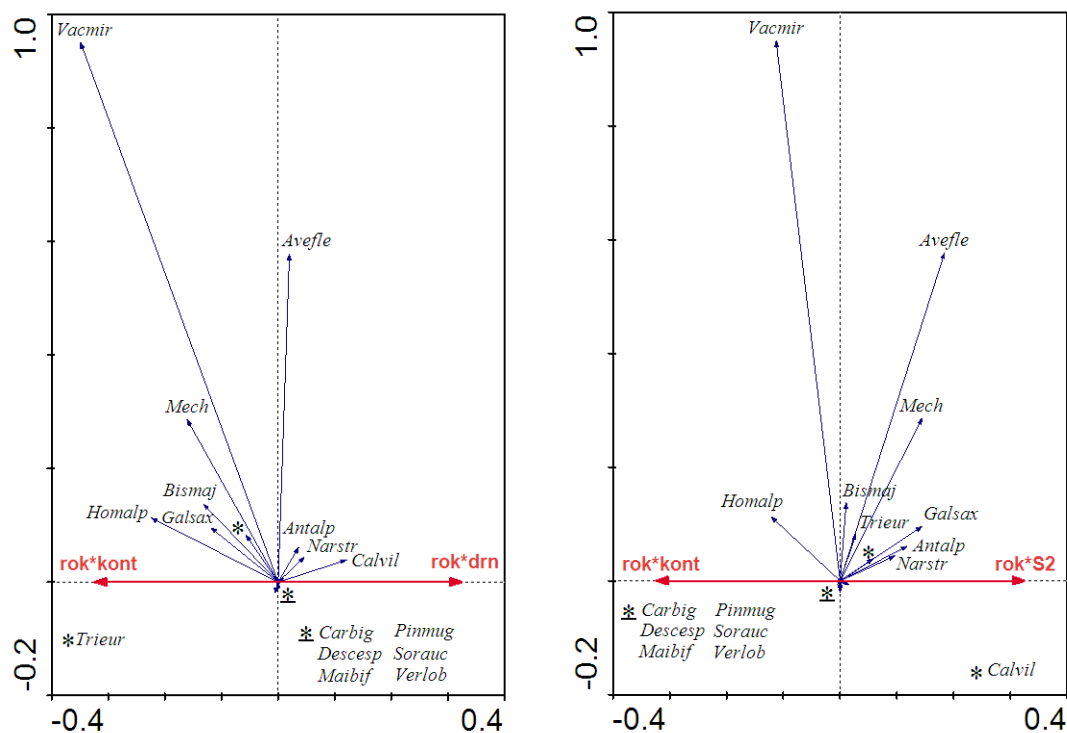 1.0
Vacmir
Avefle
Mech
Bismaj
Homalp
Galsax
*
Antalp
Narstr
Calvil
rok*kont
rok*drn
*
*Trieur
* Carbig Pinmug
Descesp Sorauc
Maibif Verlob
-0.2
-0.4
0.4
1.0
Vacmir
Avefle
Mech
Homalp
Bismaj
Trieur
Galsax
*
Antalp
Narstr
rok*kont
rok*S2
*
* Carbig Pinmug
Descesp Sorauc
Maibif Verlob
* Calvil
-0.2
-0.4
0.4